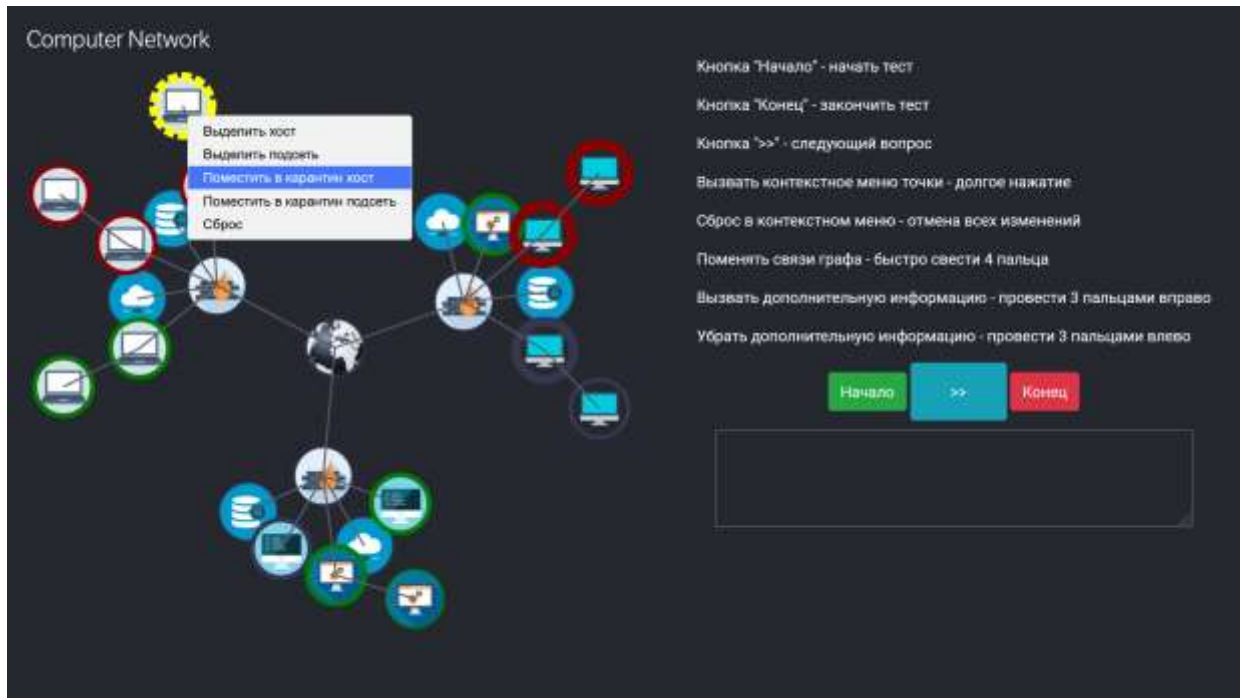 Computer Network
Выделить хост
Выделить подсеть
Поместить в карантин хост
Поместить в карантин подсеть
Сброс
Кнопка "Начало" - начать тест
Кнопка "Конец" - закончить тест
Кнопка ">>" - следующий вопрос
Вызвать контекстное меню точки - долгое нажатие
Сброс в контекстном меню - отмена всех изменений
Поменять связи графа - быстро свести 4 пальца
Вызвать дополнительную информацию - провести 3 пальцами вправо
Убрать дополнительную информацию - провести 3 пальцами влево
Начало >> Конец